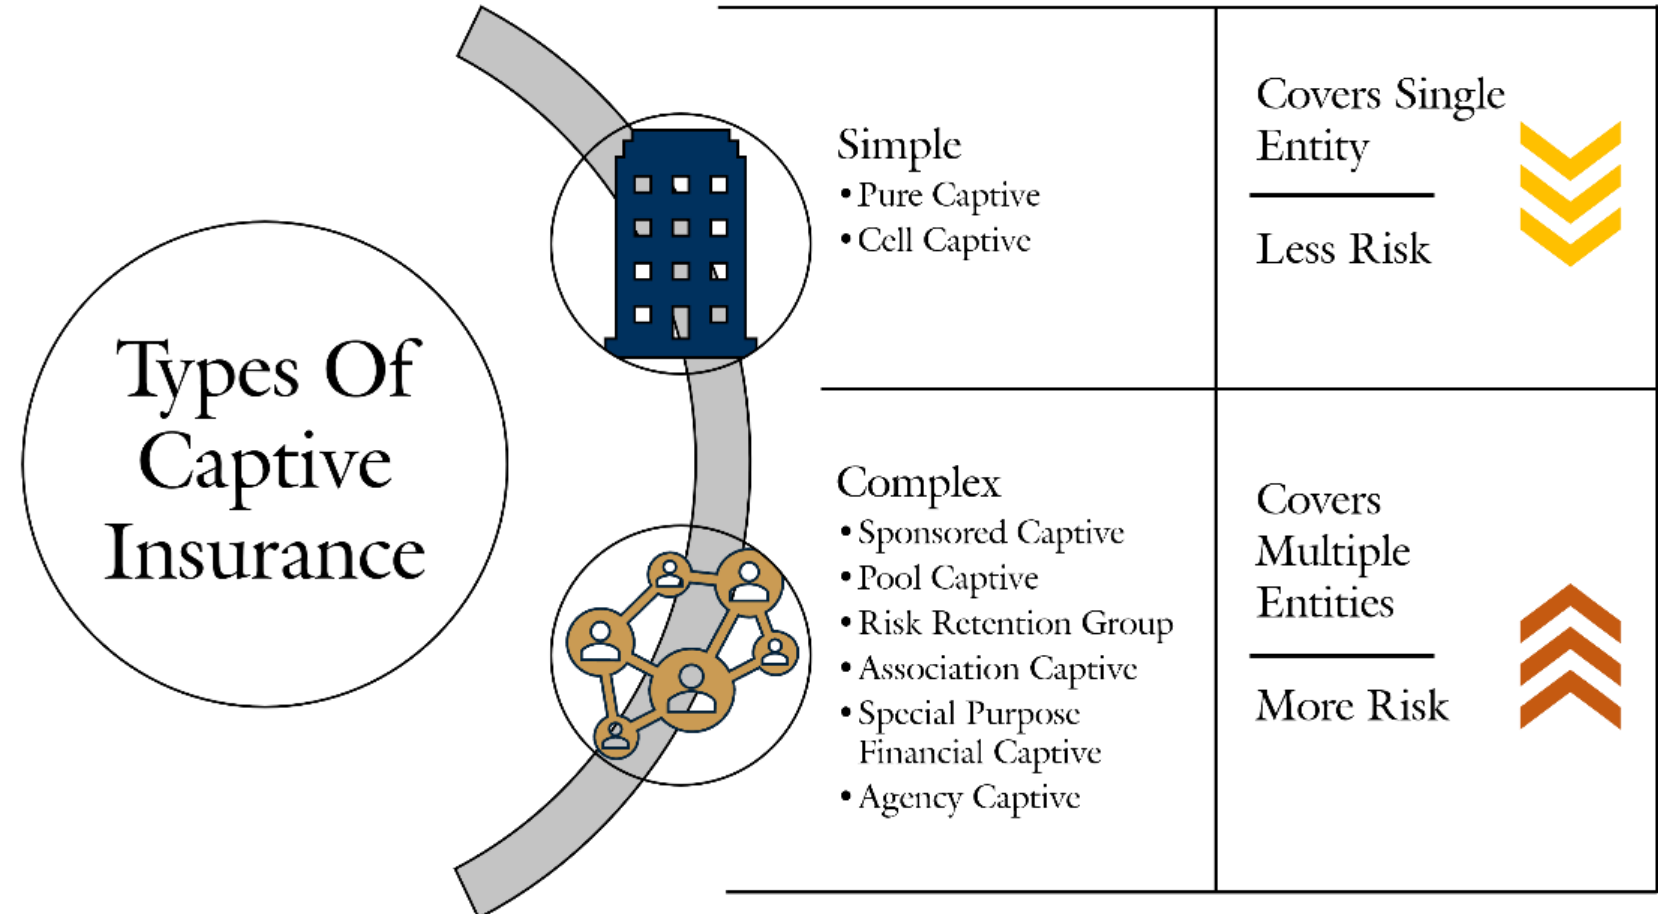 Types Of
Captive
Insurance
Simple
•Pure Captive
•Cell Captive
Covers Single
Entity
Less Risk
Complex
•Sponsored Captive
•Pool Captive
•Risk Retention Group
•Association Captive
•Special Purpose
Financial Captive
•Agency Captive
Covers
Multiple
Entities
More Risk